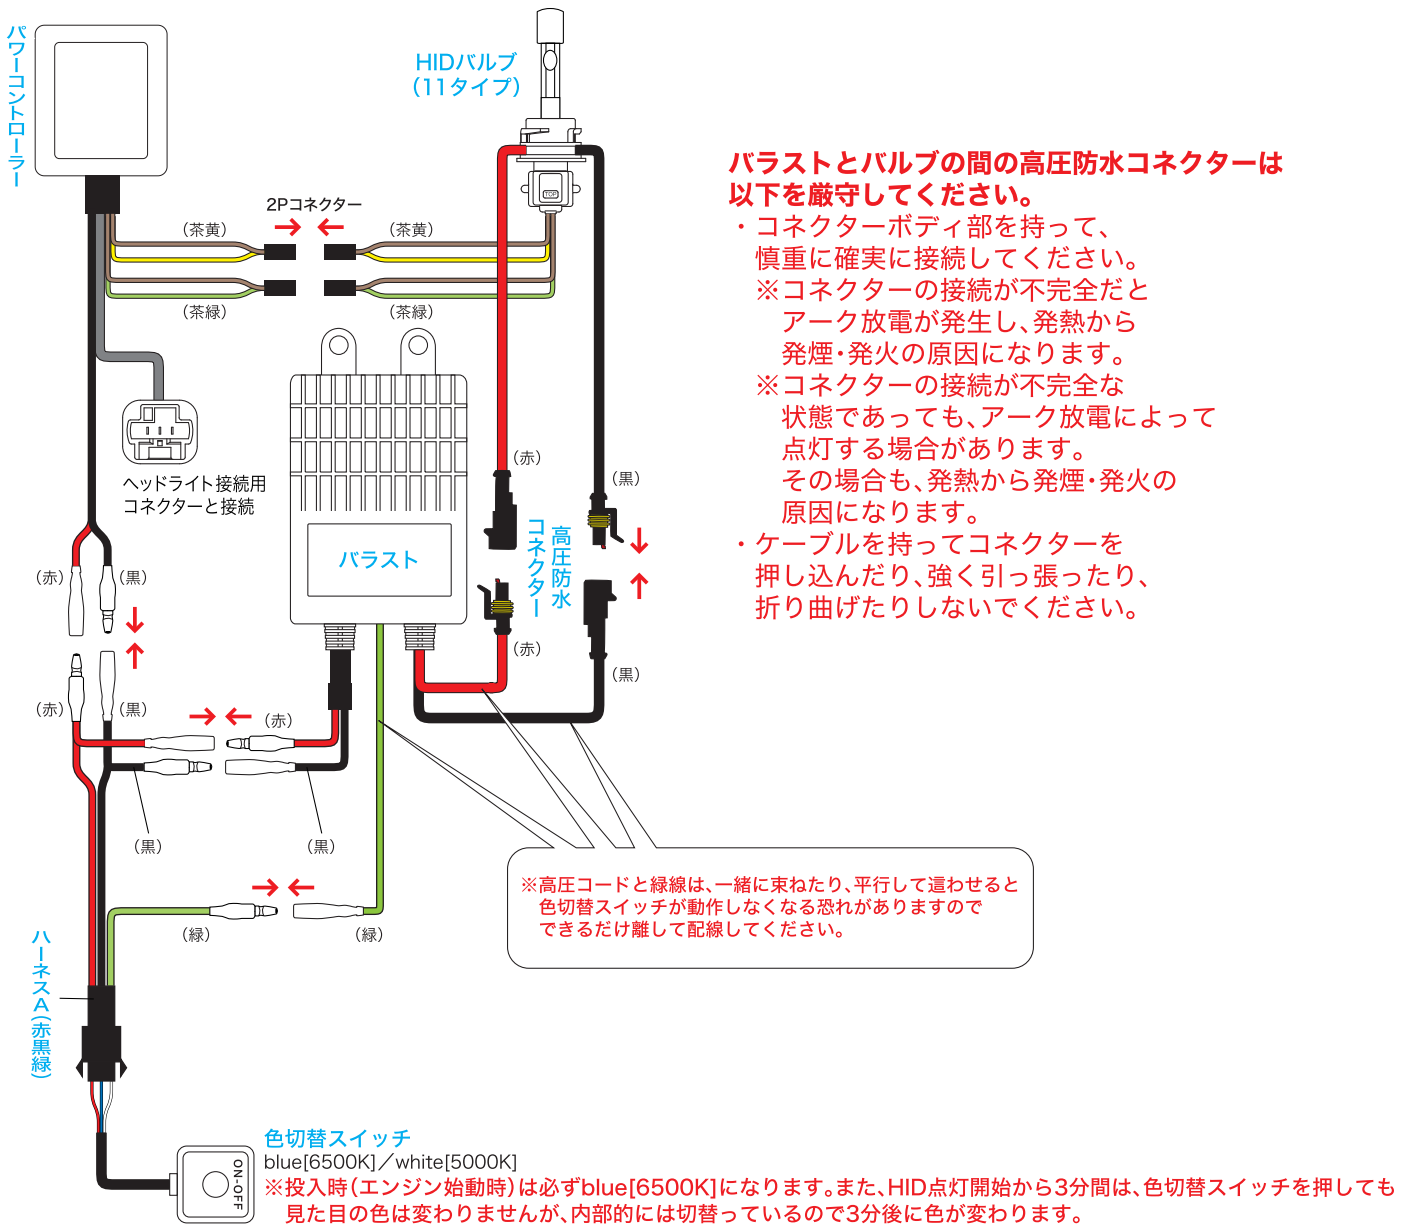 パワーコントローラー
HIDバルブ
（11タイプ）
TOP
2Pコネクター
（茶黄）
（茶黄）
（茶緑）
（茶緑）
バラストとバルブの間の高圧防水コネクターは
以下を厳守してください。
・コネクターボディ部を持って、
慎重に確実に接続してください。
※コネクターの接続が不完全だと
アーク放電が発生し、発熱から
発煙・発火の原因になります。
※コネクターの接続が不完全な
状態であっても、アーク放電によって
点灯する場合があります。
その場合も、発熱から発煙・発火の
原因になります。
・ケーブルを持ってコネクターを
押し込んだり、強く引っ張ったり、
折り曲げたりしないでください。
ヘッドライト接続用
コネクターと接続
（赤）
（黒）
バラスト
高圧防水
コネクター
（赤）
（黒）
（赤）
（黒）
（赤）
（黒）
（赤）
（黒）
（黒）
（緑）
（緑）
※高圧コードと緑線は、一緒に束ねたり、平行して這わせると
色切替スイッチが動作しなくなる恐れがありますので
できるだけ離して配線してください。
ハーネスA（赤黒緑）
ON-OFF
色切替スイッチ
blue[6500K]／white[5000K]
※投入時（エンジン始動時）は必ずblue[6500K]になります。また、HID点灯開始から3分間は、色切替スイッチを押しても
見た目の色は変わりませんが、内部的には切替っているので3分後に色が変わります。